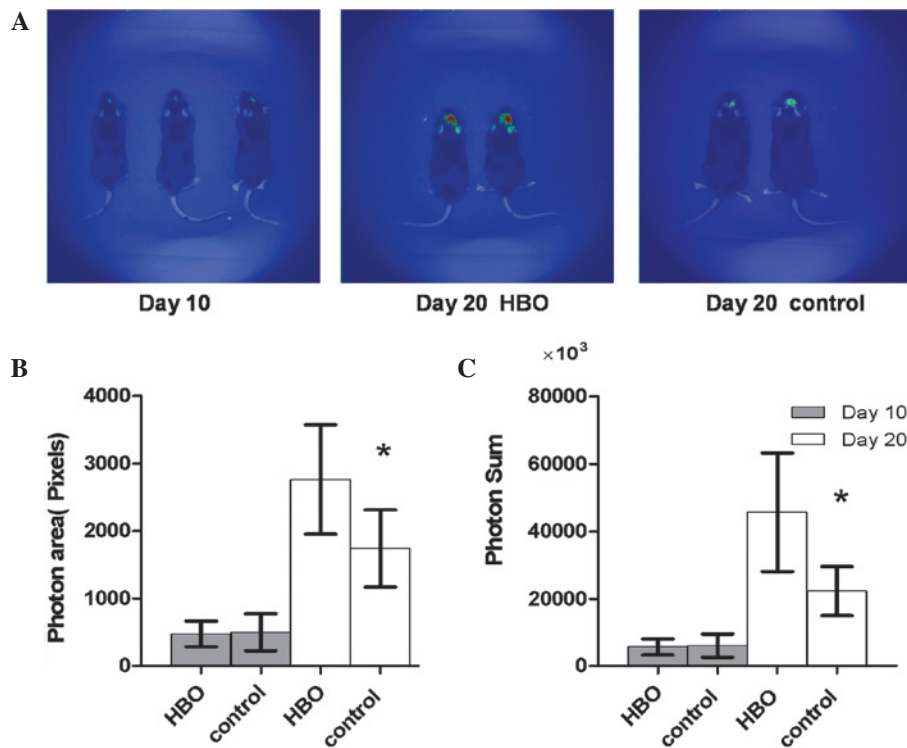 A
Day 10
Day 20 HBO
Day 20 control
B
Photon area( Pixels)
4000
3000
2000
1000
0
*
HBO
control
HBO
control
C
×10³
Photon Sum
80000
60000
40000
20000
0
Day 10
Day 20
*
HBO
control
HBO
control